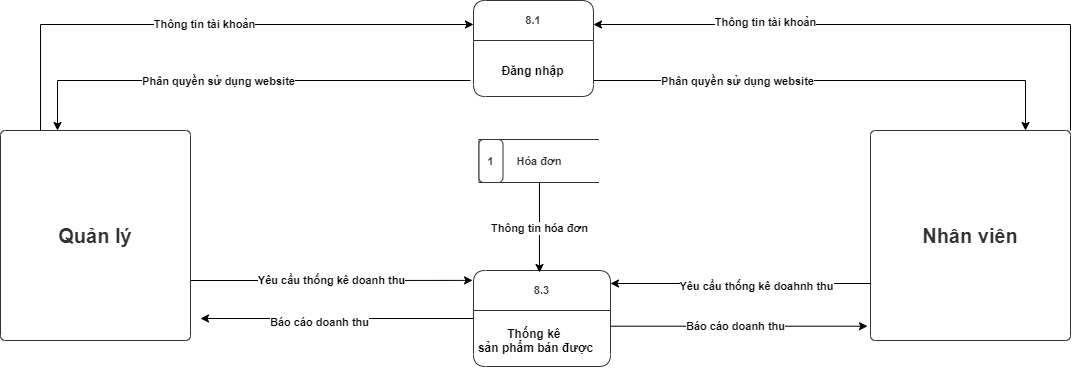 Thông tin tài khoản
8.1
Thông tin tài khoản
Đăng nhập
Phân quyền sử dụng website
Phân quyền sử dụng website
1
Hóa đơn
Quản lý
Thông tin hóa đơn
Nhân viên
Yêu cầu thống kê doanh thu
8.3
Yêu cầu thống kê doahnh thu
Báo cáo doanh thu
Thống kê
sản phẩm bán được
Báo cáo doanh thu